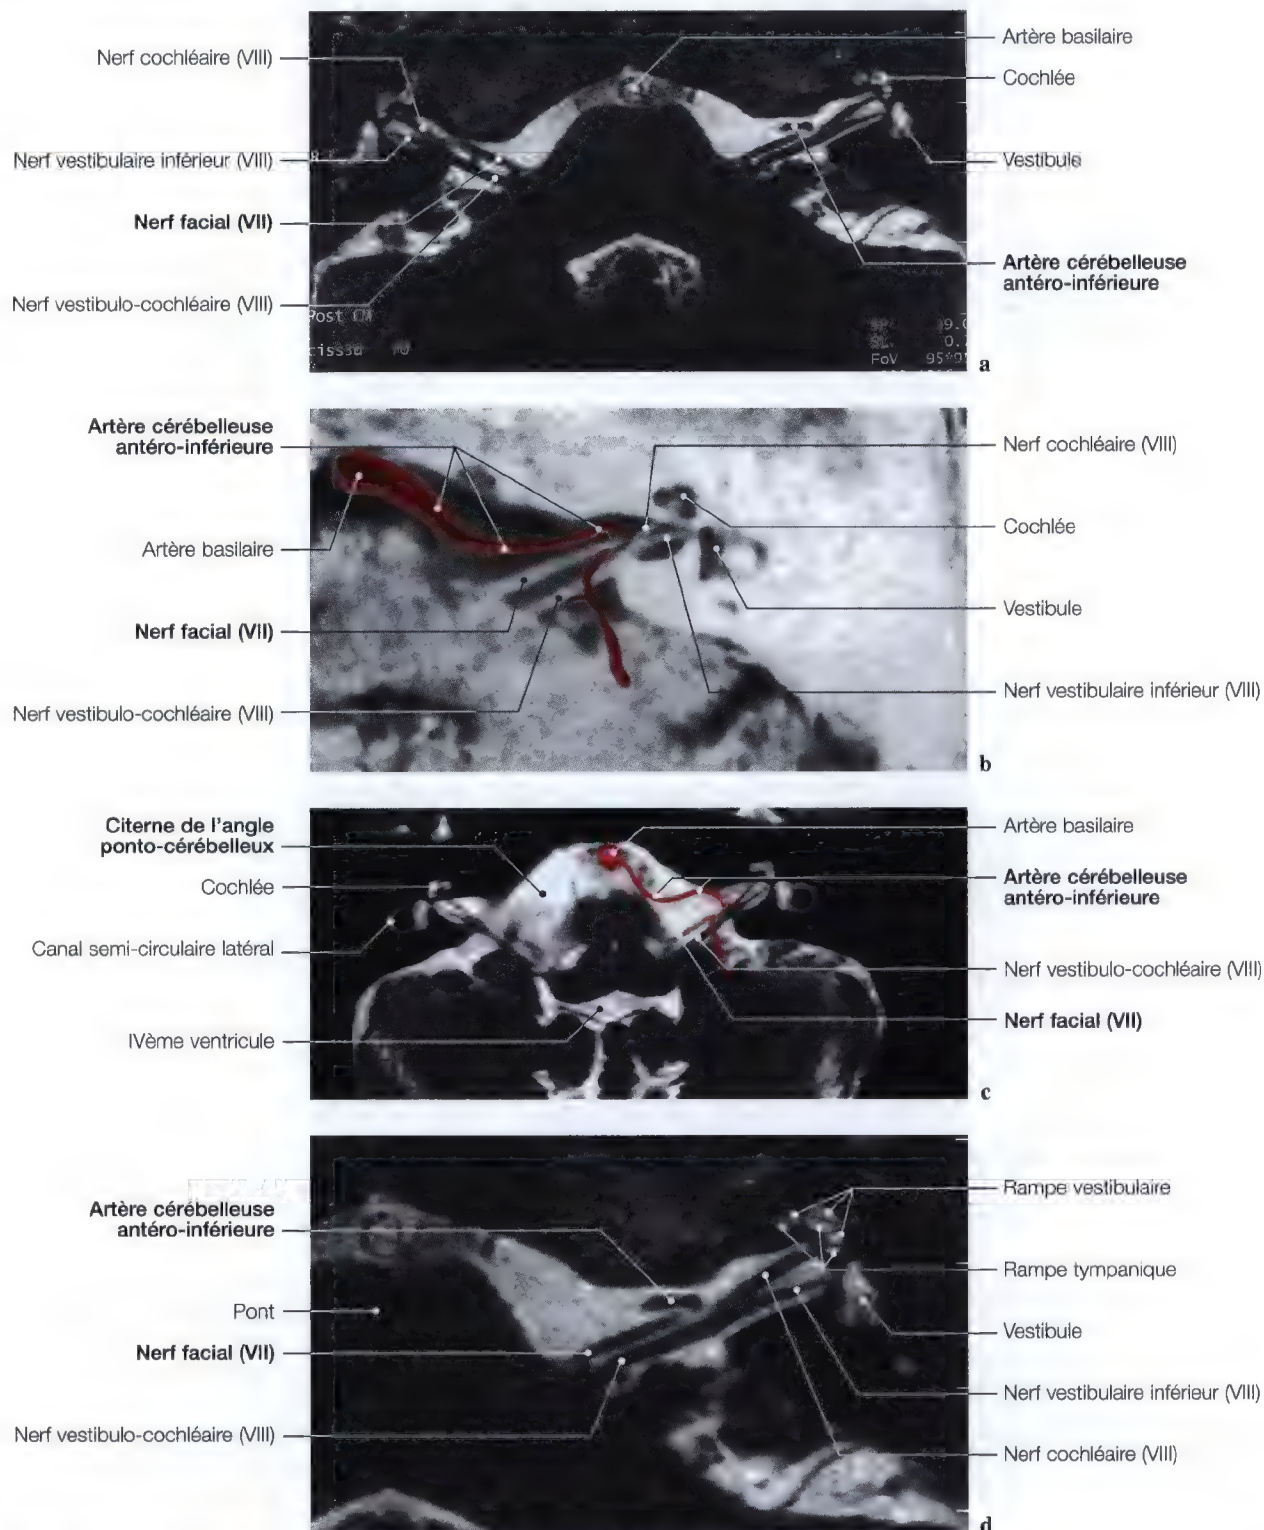 Nerf cochléaire (VIII)
Nerf vestibulaire inférieur (VIII)
Nerf facial (VII)
Nerf vestibulo-cochléaire (VIII)
Artère basilaire
Cochlée
Vestibule
Artère cérébelleuse
antéro-inférieure
Post CM
FoV
a
Artère cérébelleuse
antéro-inférieure
Artère basilaire
Nerf facial (VII)
Nerf vestibulo-cochléaire (VIII)
Nerf cochléaire (VIII)
Cochlée
Vestibule
Nerf vestibulaire inférieur (VIII)
b
Citerne de l'angle
ponto-cérébelleux
Cochlée
Canal semi-circulaire latéral
IVème ventricule
Artère basilaire
Artère cérébelleuse
antéro-inférieure
Nerf vestibulo-cochléaire (VIII)
Nerf facial (VII)
c
Artère cérébelleuse
antéro-inférieure
Pont
Nerf facial (VII)
Nerf vestibulo-cochléaire (VIII)
Rampe vestibulaire
Rampe tympanique
Vestibule
Nerf vestibulaire inférieur (VIII)
Nerf cochléaire (VIII)
d